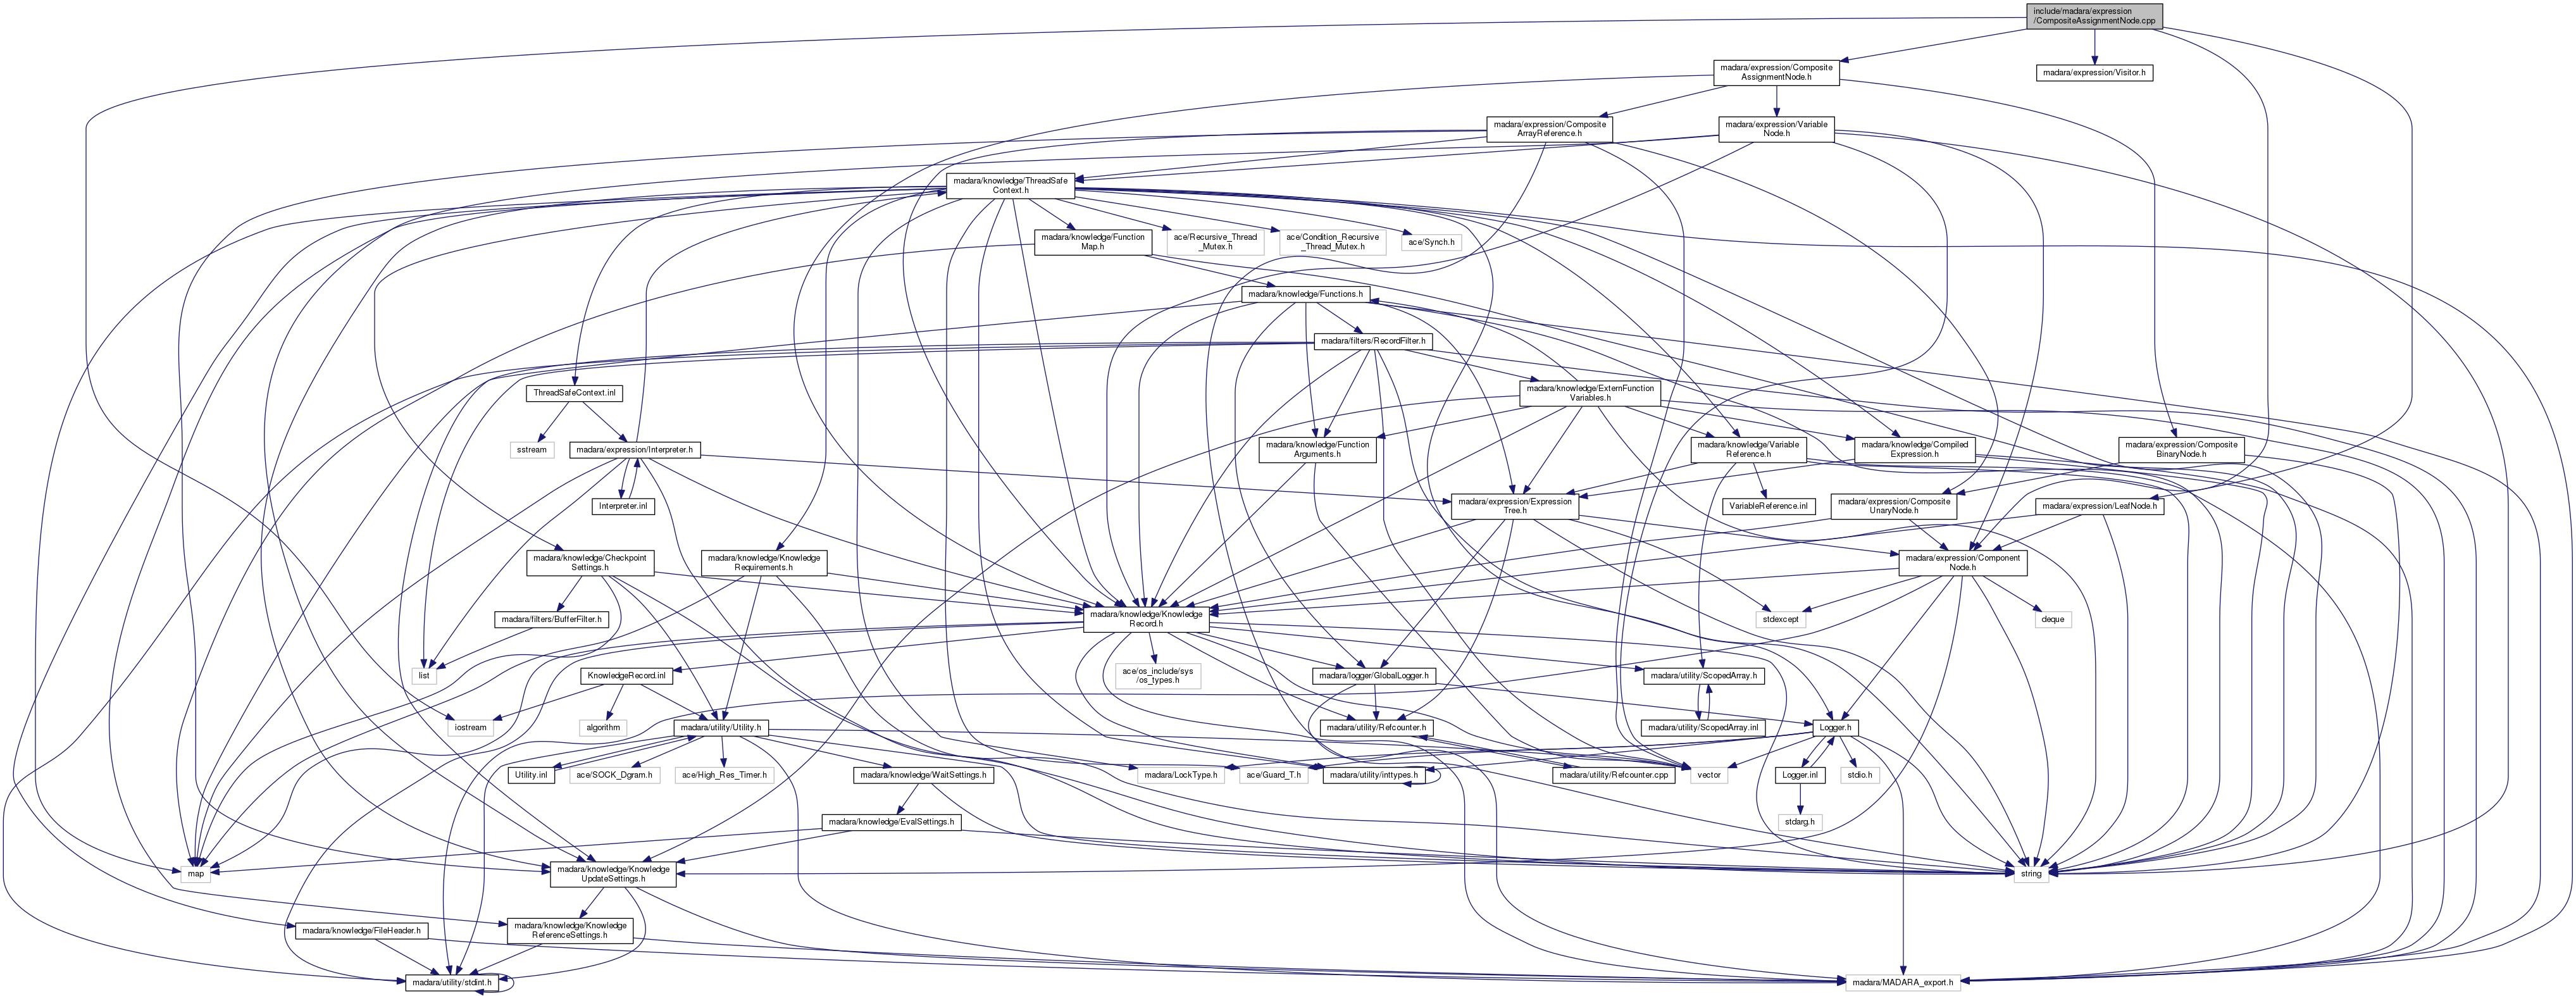 include/madara/expression
/CompositeAssignmentNode.cpp
madara/expression/Composite
AssignmentNode.h
madara/expression/Visitor.h
madara/expression/Composite
ArrayReference.h
madara/expression/Variable
Node.h
madara/knowledge/ThreadSafe
Context.h
madara/knowledge/Function
Map.h
ace/Recursive_Thread
_Mutex.h
ace/Condition_Recursive
_Thread_Mutex.h
ace/Synch.h
madara/knowledge/Functions.h
madara/filters/RecordFilter.h
ThreadSafeContext.inl
madara/knowledge/ExternFunction
Variables.h
sstream
madara/expression/Interpreter.h
madara/knowledge/Function
Arguments.h
madara/knowledge/Variable
Reference.h
madara/knowledge/Compiled
Expression.h
madara/expression/Composite
BinaryNode.h
Interpreter.inl
madara/expression/Expression
Tree.h
VariableReference.inl
madara/expression/Composite
UnaryNode.h
madara/expression/LeafNode.h
madara/knowledge/Checkpoint
Settings.h
madara/knowledge/Knowledge
Requirements.h
madara/expression/Component
Node.h
madara/filters/BufferFilter.h
madara/knowledge/Knowledge
Record.h
stdexcept
deque
list
KnowledgeRecord.inl
ace/os_include/sys
/os_types.h
madara/logger/GlobalLogger.h
madara/utility/ScopedArray.h
iostream
algorithm
madara/utility/Utility.h
madara/utility/Refcounter.h
madara/utility/ScopedArray.inl
Logger.h
Utility.inl
ace/SOCK_Dgram.h
ace/High_Res_Timer.h
madara/knowledge/WaitSettings.h
madara/LockType.h
ace/Guard_T.h
madara/utility/inttypes.h
madara/utility/Refcounter.cpp
vector
Logger.inl
stdio.h
madara/knowledge/EvalSettings.h
stdarg.h
map
madara/knowledge/Knowledge
UpdateSettings.h
string
madara/knowledge/FileHeader.h
madara/knowledge/Knowledge
ReferenceSettings.h
madara/utility/stdint.h
madara/MADARA_export.h